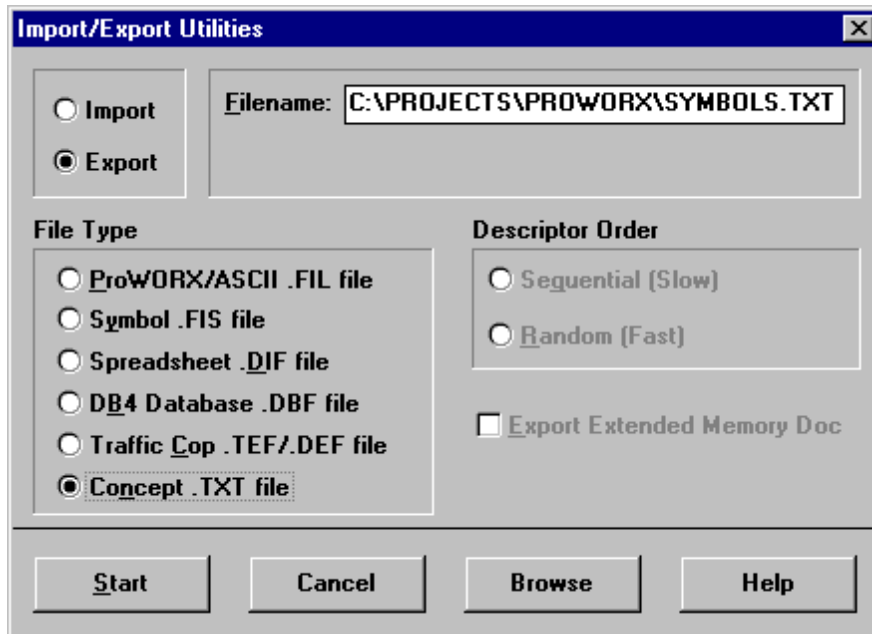 Import/Export Utilities
Import
Export
Filename: C:\PROJECTS\PROWORX\SYMBOLS.TXT
File Type
ProWORX/ASCII .FIL file
Symbol .FIS file
Spreadsheet .DIF file
DB4 Database .DBF file
Traffic Cop .TEF/.DEF file
Concept .TXT file
Descriptor Order
Sequential (Slow)
Random (Fast)
Export Extended Memory Doc
Start Cancel Browse Help